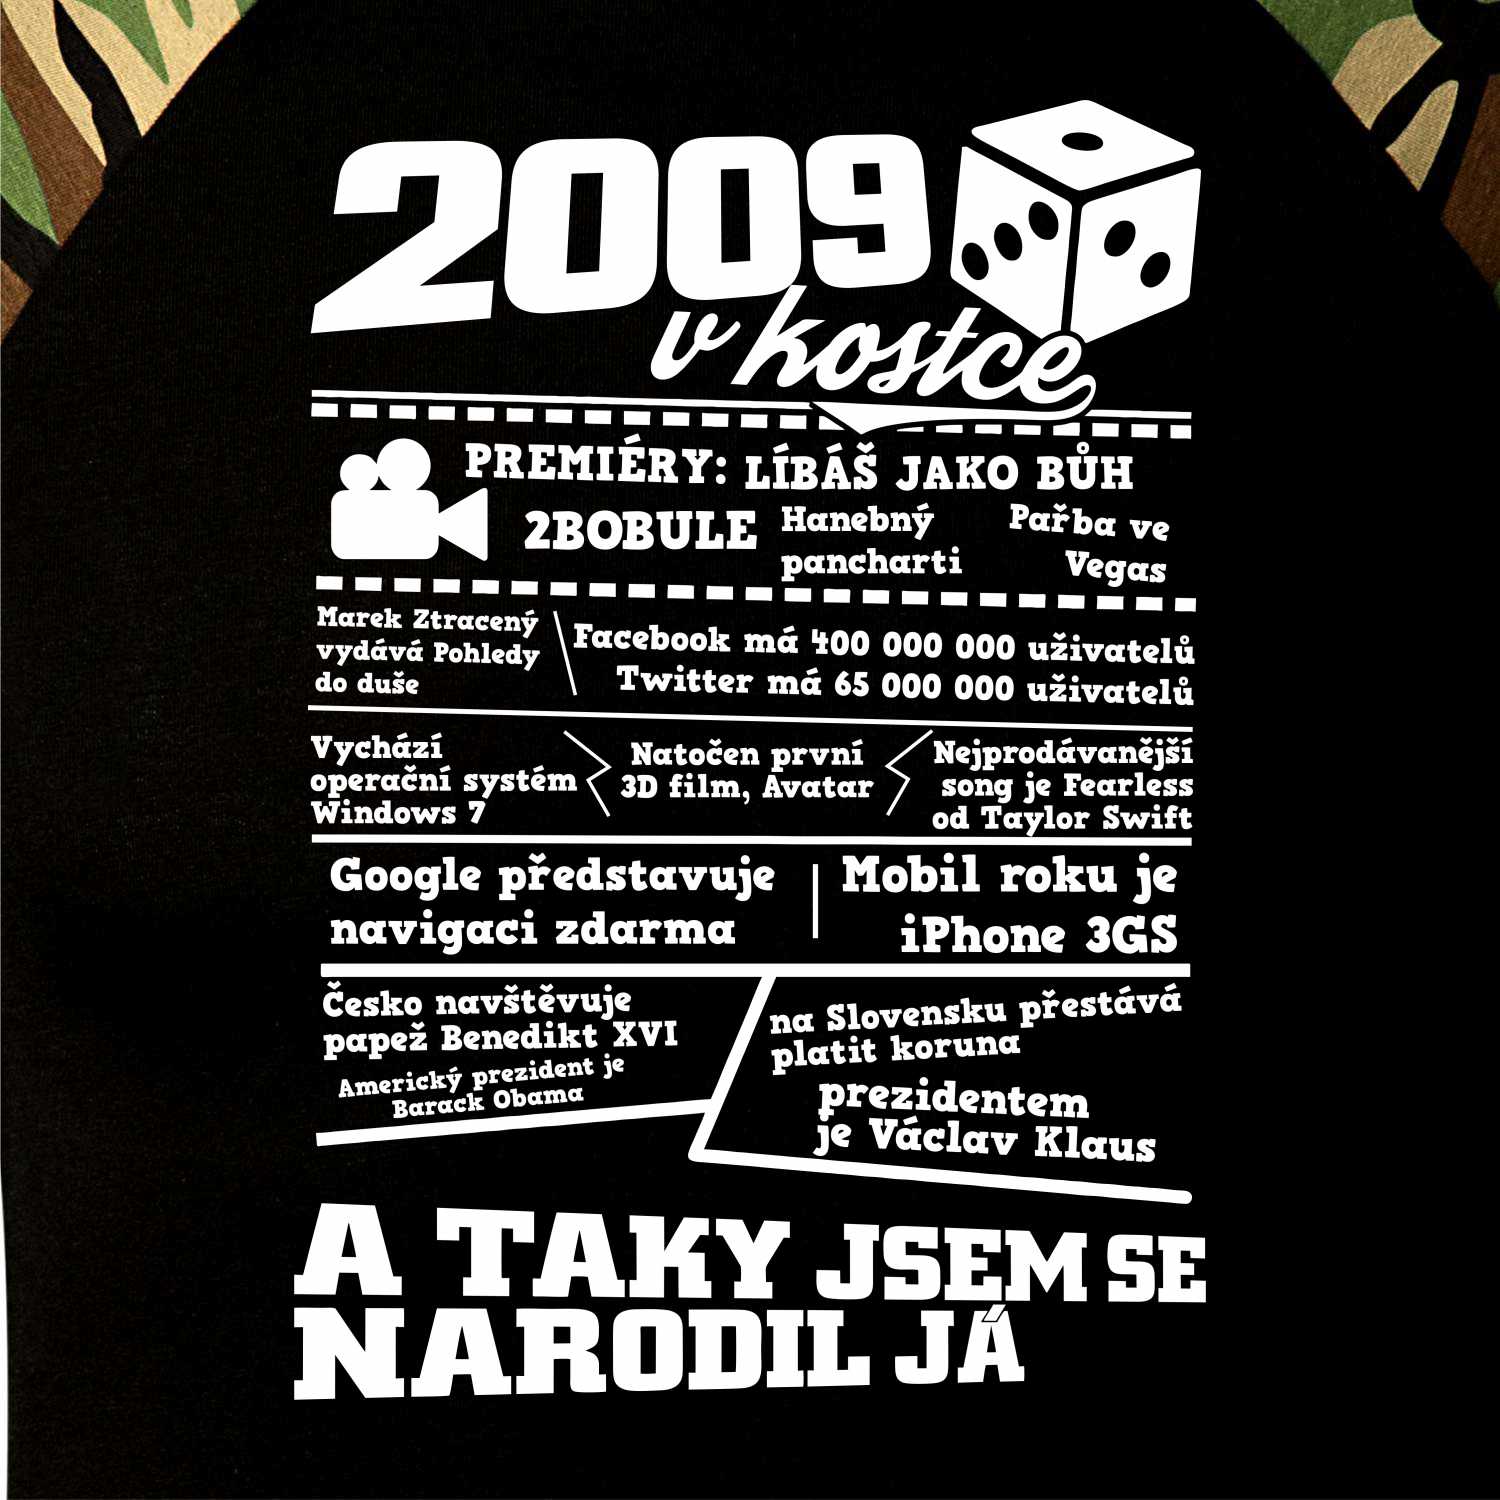 2009
v kostce
PREMIÉRY: LÍBÁŠ JAKO BŮH
2BOBULE
Hanebný
pancharti
Pařba ve
Vegas
Marek Ztracený
vydává Pohledy
do duše
Facebook má 400 000 000 uživatelů
Twitter má 65 000 000 uživatelů
Vychází
operační systém
Windows 7
Natočen první
3D film, Avatar
Nejprodávanější
song je Fearless
od Taylor Swift
Google představuje
navigaci zdarma
Mobil roku je
iPhone 3GS
Česko navštěvuje
papež Benedikt XVI
Americký prezident je
Barack Obama
na Slovensku přestává
platit koruna
prezidentem
je Václav Klaus
A TAKY JSEM SE
NARODIL JÁ